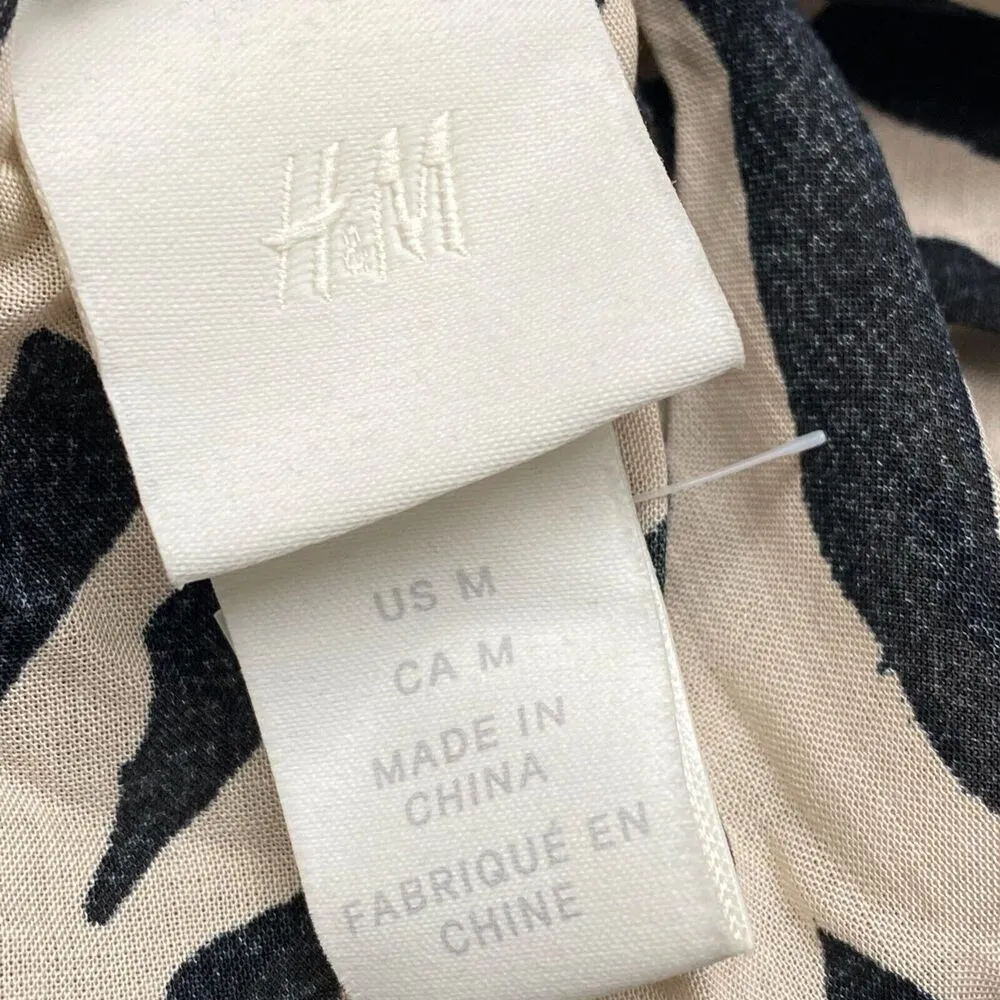 H&M
US M
CA M
MADE IN
CHINA
FABRIQUÉ EN
CHINE